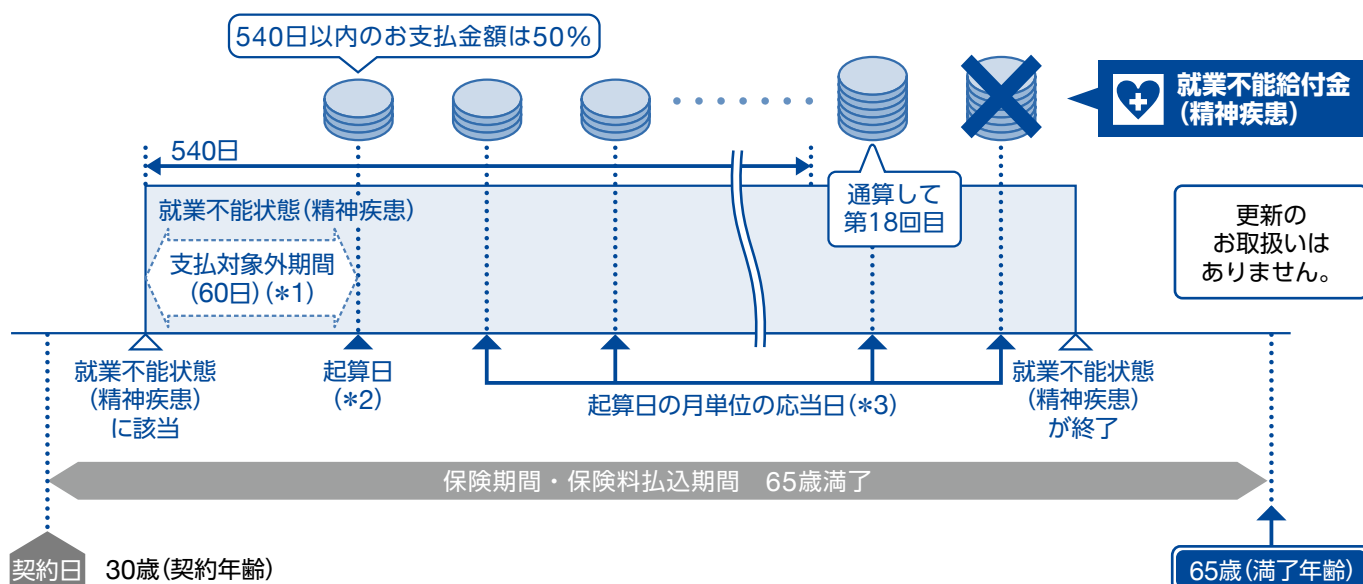 540日以内のお支払金額は50%
就業不能給付金
(精神疾患)
540日
就業不能状態(精神疾患)
支払対象外期間
(60日)(*1)
通算して
第18回目
更新の
お取扱いは
ありません。
就業不能状態
(精神疾患)
に該当
起算日
(*2)
起算日の月単位の応当日(*3)
就業不能状態
(精神疾患)
が終了
保険期間・保険料払込期間 65歳満了
契約日 30歳(契約年齢)
65歳(満了年齢)